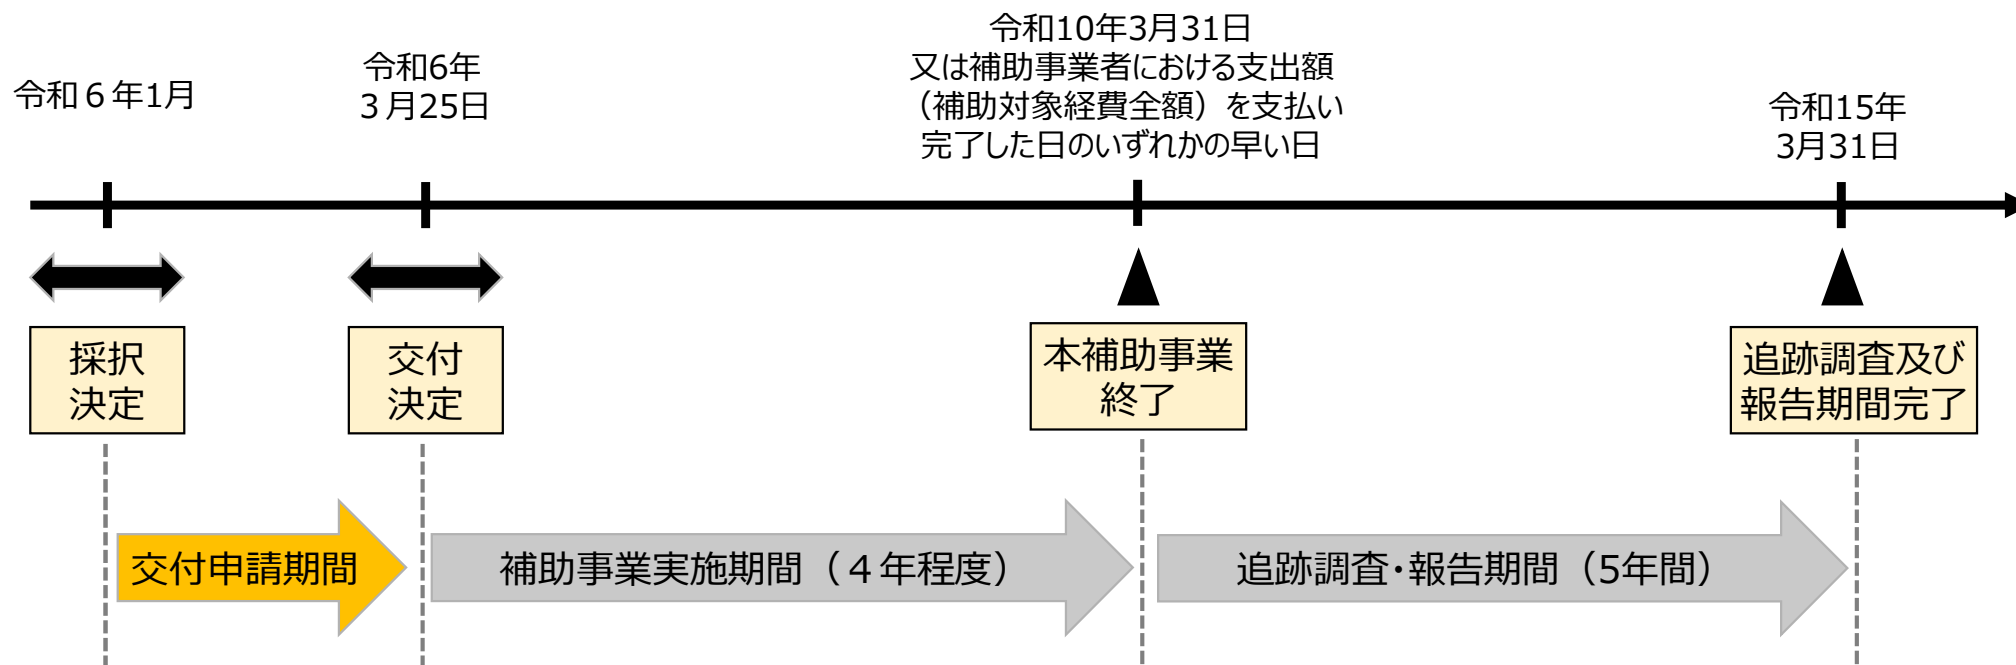 令和６年1月
令和6年
３月25日
令和10年3月31日
又は補助事業者における支出額
（補助対象経費全額）を支払い
完了した日のいずれかの早い日
令和15年
3月31日
採択
決定
交付
決定
本補助事業
終了
追跡調査及び
報告期間完了
交付申請期間
補助事業実施期間（４年程度）
追跡調査・報告期間（5年間）